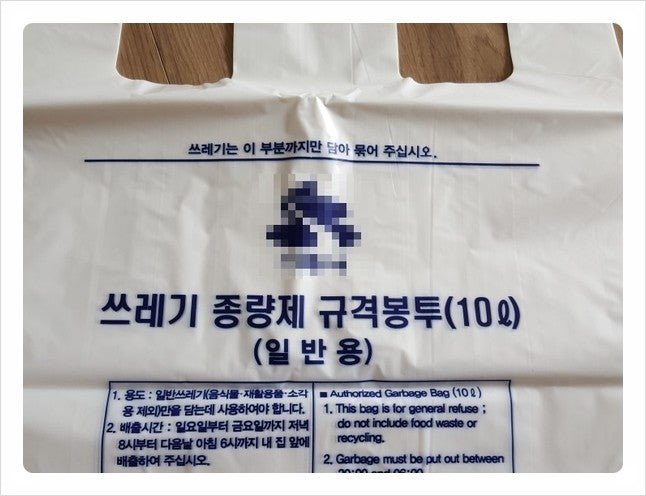 쓰레기는 이 부분까지만 담아 묶어 주십시오.
쓰레기 종량제 규격봉투(10ℓ)
(일반용)
1. 용도 : 일반쓰레기(음식물·재활용품·소각
용 제외)만을 담는데 사용하여야 합니다.
2. 배출시간 : 일요일부터 금요일까지 저녁
8시부터 다음날 아침 6시까지 내 집 앞에
배출하여 주십시오.
■ Authorized Garbage Bag (10ℓ)
1. This bag is for general refuse ;
do not include food waste or
recycling.
2. Garbage must be put out between
20:00 and 06:00